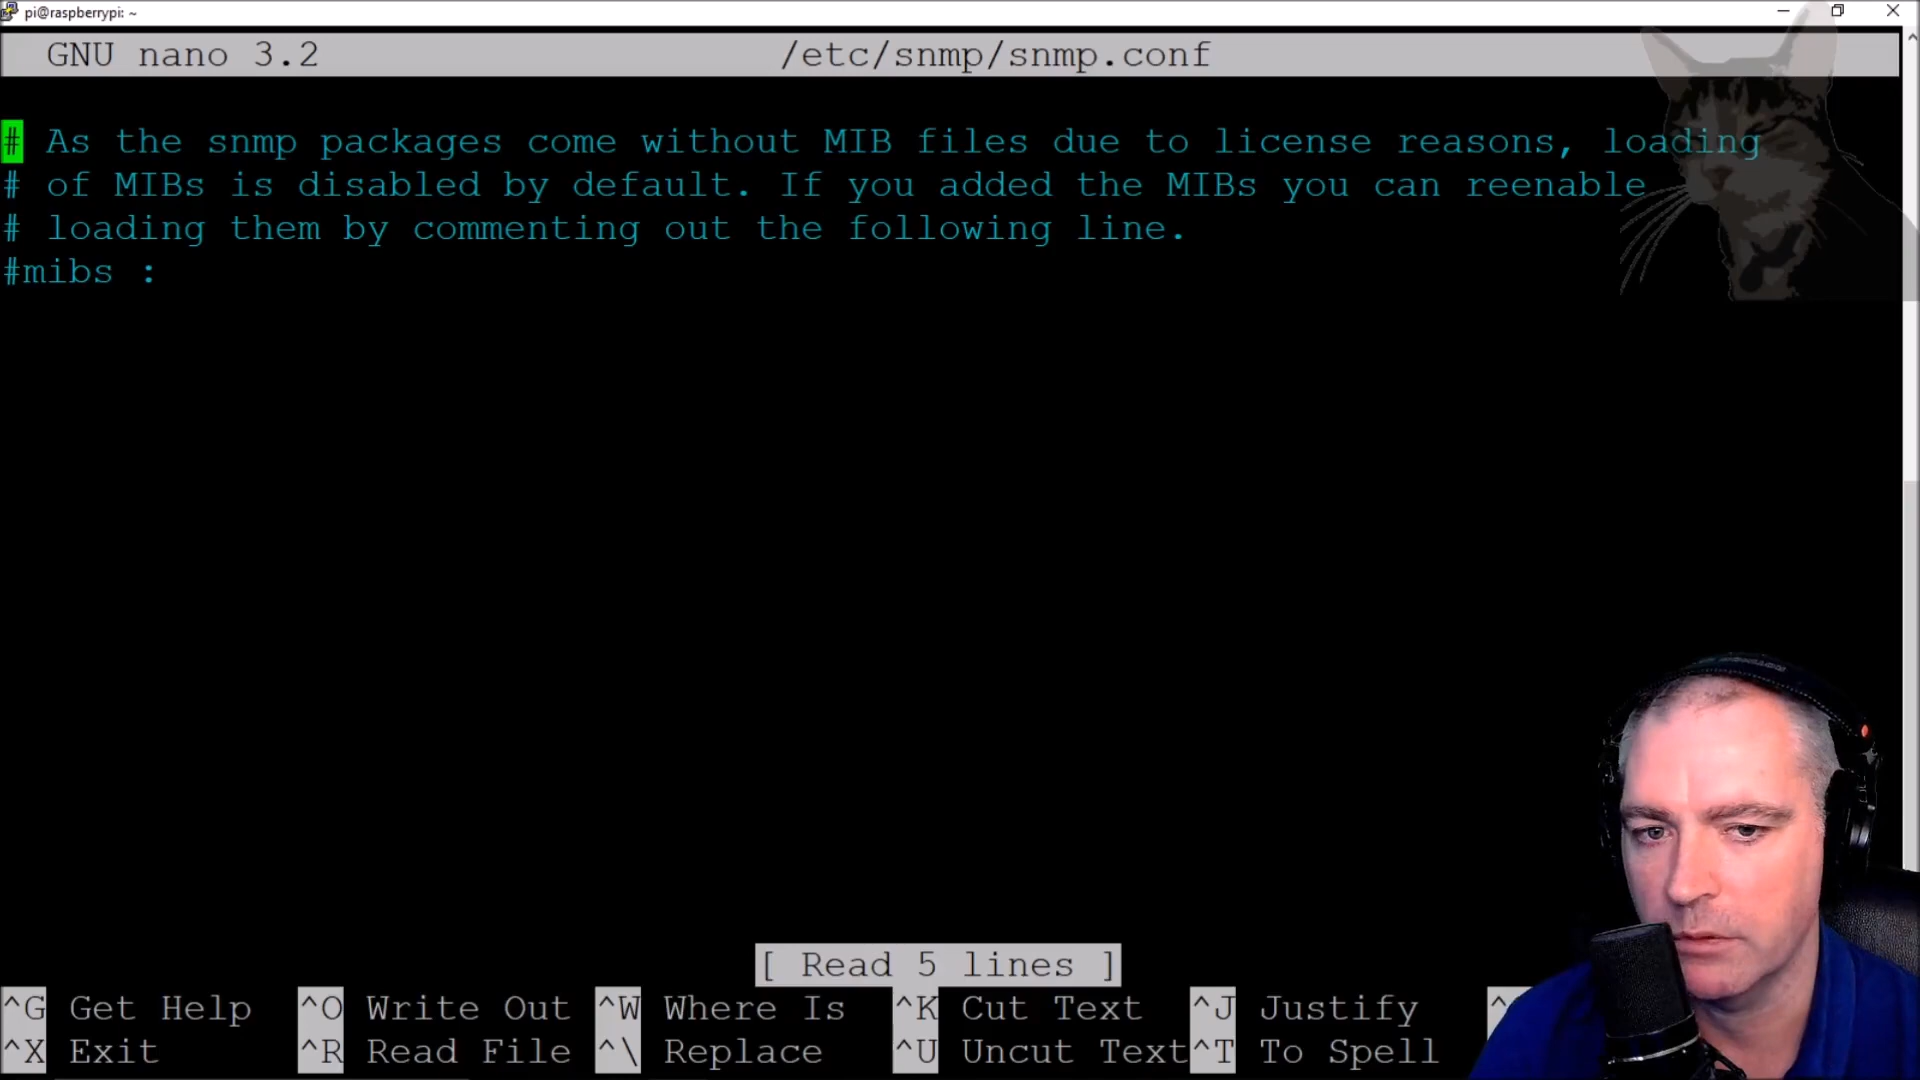 pi@raspberrypi: ~
GNU nano 3.2 /etc/snmp/snmp.conf
# As the snmp packages come without MIB files due to license reasons, loading
# of MIBs is disabled by default. If you added the MIBs you can reenable
# loading them by commenting out the following line.
#mibs :
[ Read 5 lines ]
^G Get Help ^O Write Out ^W Where Is ^K Cut Text ^J Justify ^
^X Exit ^R Read File ^\ Replace ^U Uncut Text ^T To Spell